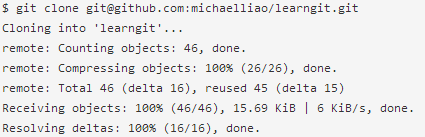 $ git clone git@github.com:michaelliao/learngit.git
Cloning into 'learngit'...
remote: Counting objects: 46, done.
remote: Compressing objects: 100% (26/26), done.
remote: Total 46 (delta 16), reused 45 (delta 15)
Receiving objects: 100% (46/46), 15.69 KiB | 6 KiB/s, done.
Resolving deltas: 100% (16/16), done.